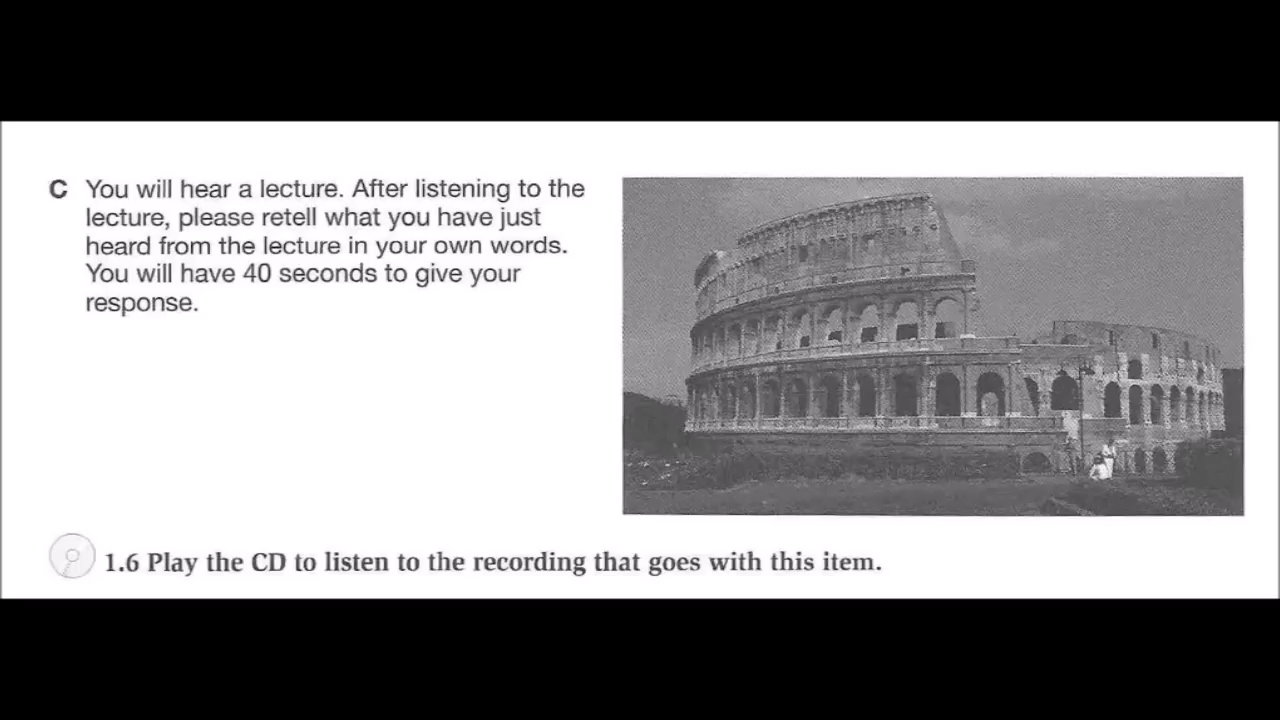 C You will hear a lecture. After listening to the
lecture, please retell what you have just
heard from the lecture in your own words.
You will have 40 seconds to give your
response.
1.6 Play the CD to listen to the recording that goes with this item.